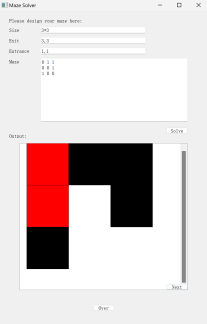 Maze Solver
Please design your maze here:
Size 3*3
Exit 3,3
Entrance 1,1
Maze 0 1 1
0 0 1
1 0 0
Solve
Output:
Next
Over